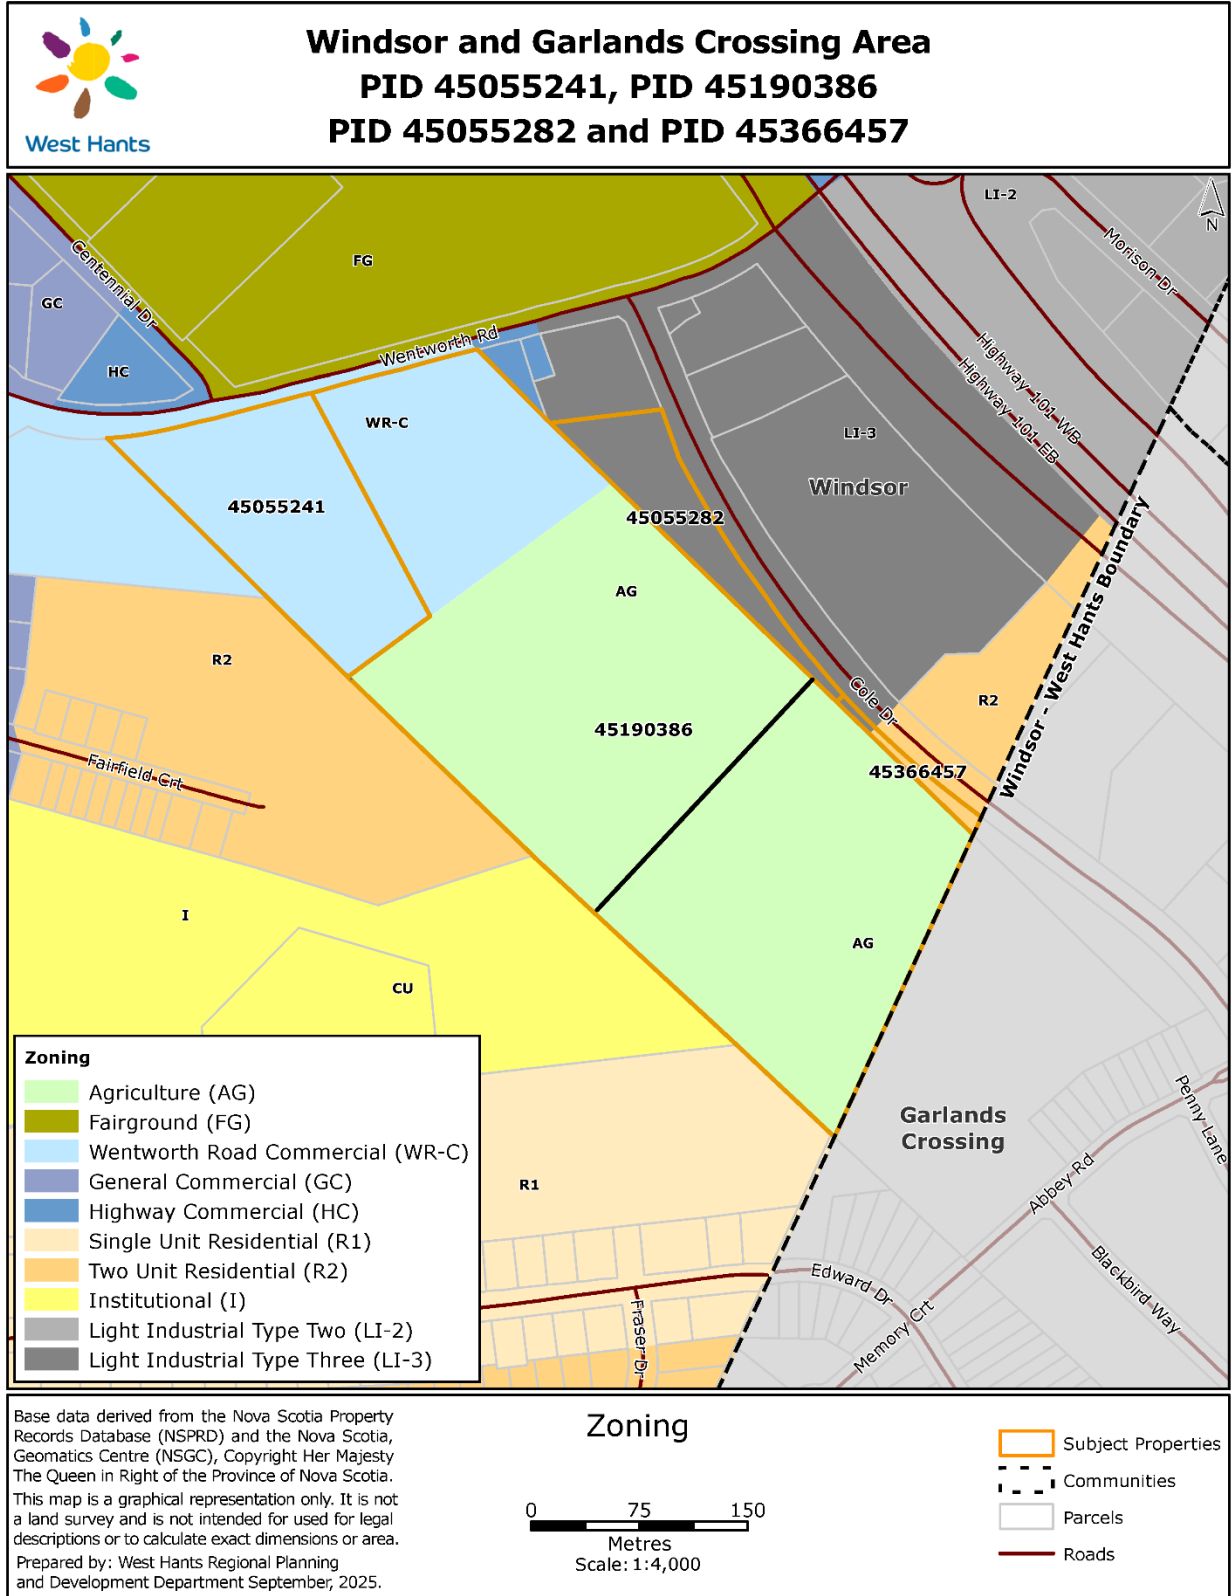 West Hants
Windsor and Garlands Crossing Area
PID 45055241, PID 45190386
PID 45055282 and PID 45366457
LI-2
N
Morison Dr
FG
Centennial Dr
GC
Wentworth Rd
Highway 101 WB
Highway 101 EB
HC
WR-C
LI-3
Windsor
45055241
45055282
Windsor - West Hants Boundary
AG
R2
Cole Dr
R2
45190386
Fairfield Crt
45366457
I
AG
CU
Zoning
Agriculture (AG)
Fairground (FG)
Wentworth Road Commercial (WR-C)
General Commercial (GC)
Highway Commercial (HC)
Single Unit Residential (R1)
Two Unit Residential (R2)
Institutional (I)
Light Industrial Type Two (LI-2)
Light Industrial Type Three (LI-3)
Garlands
Crossing
Penny Lane
Abbey Rd
R1
Blackbird Way
Edward Dr
Fraser Dr
Memory Crt
Base data derived from the Nova Scotia Property
Records Database (NSPRD) and the Nova Scotia,
Geomatics Centre (NSGC), Copyright Her Majesty
The Queen in Right of the Province of Nova Scotia.
This map is a graphical representation only. It is not
a land survey and is not intended for used for legal
descriptions or to calculate exact dimensions or area.
Prepared by: West Hants Regional Planning
and Development Department September, 2025.
Zoning
0 75 150
Metres
Scale: 1:4,000
Subject Properties
Communities
Parcels
Roads